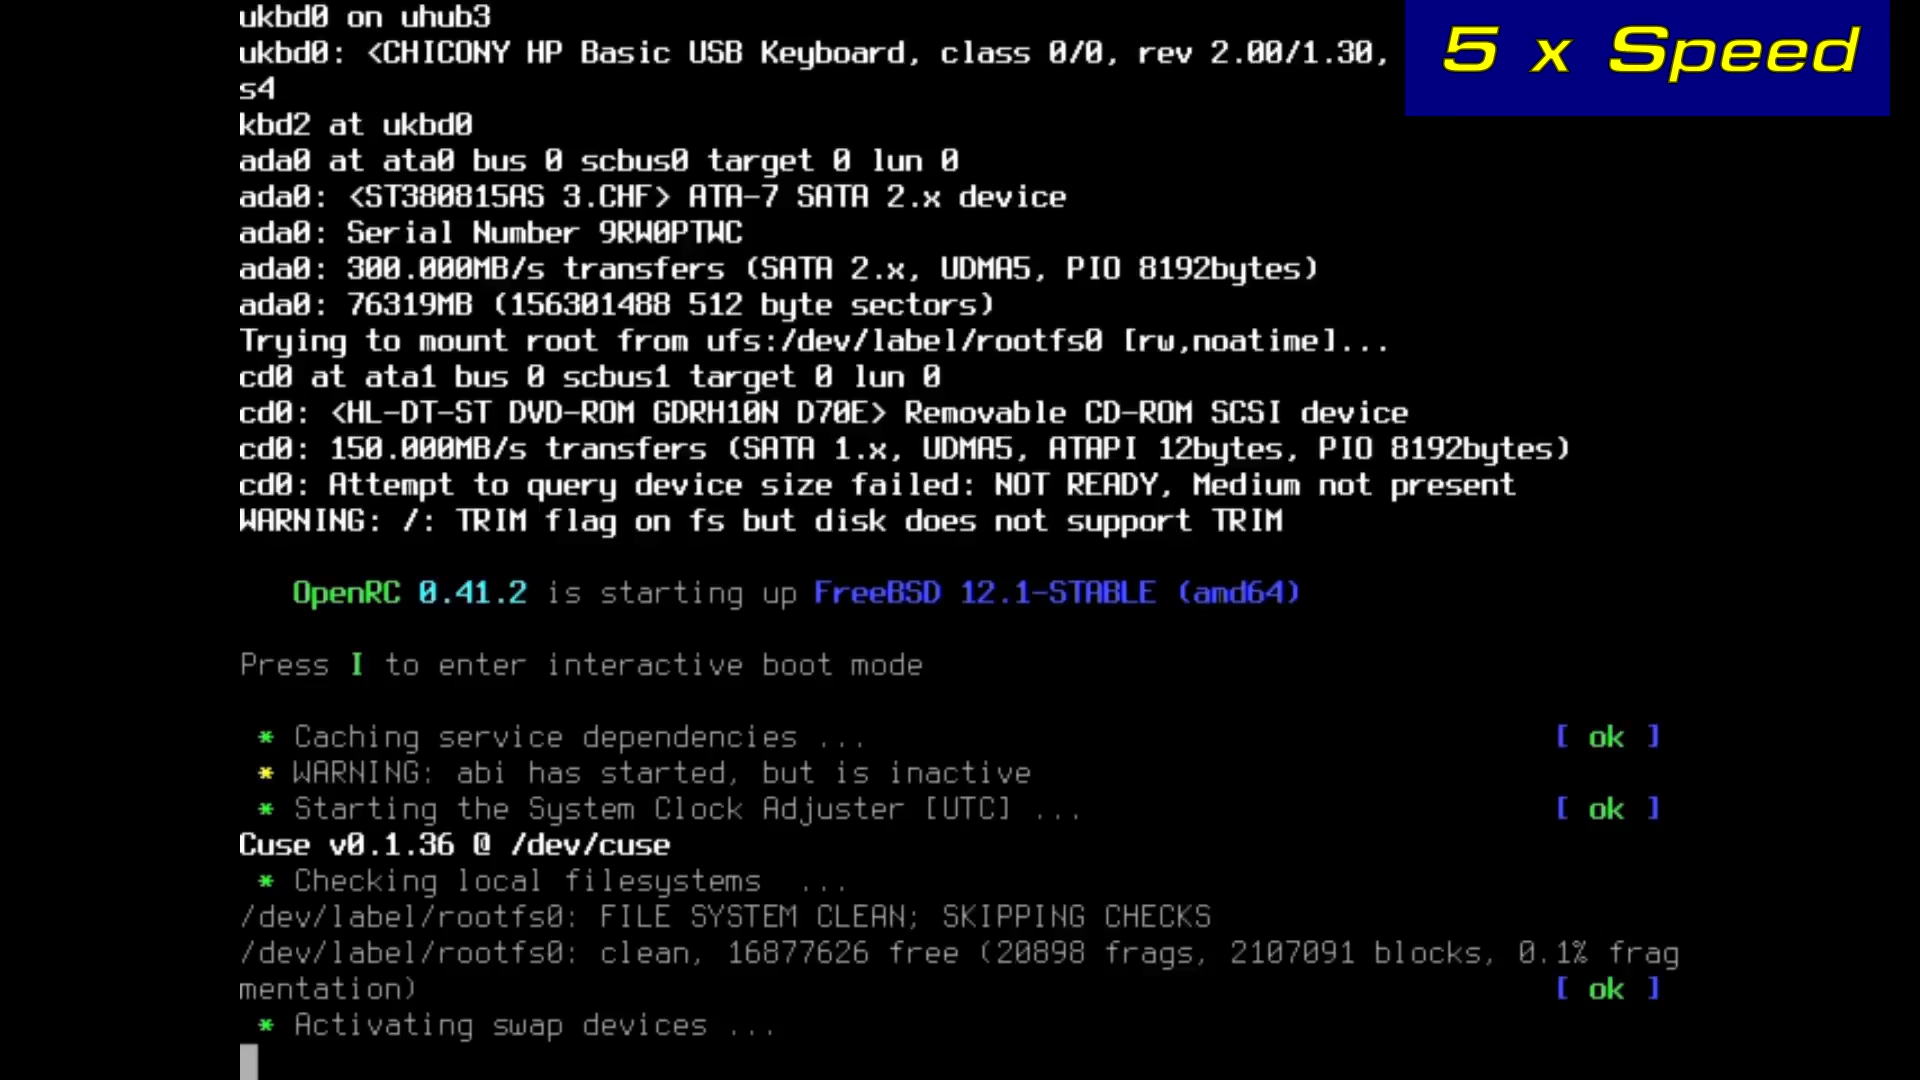 ukbd0 on uhub3
ukbd0: <CHICONY HP Basic USB Keyboard, class 0/0, rev 2.00/1.30,
5 x Speed
s4
kbd2 at ukbd0
ada0 at ata0 bus 0 scbus0 target 0 lun 0
ada0: <ST380815AS 3.CHF> ATA-7 SATA 2.x device
ada0: Serial Number 9RW0PTWC
ada0: 300.000MB/s transfers (SATA 2.x, UDMA5, PIO 8192bytes)
ada0: 76319MB (156301488 512 byte sectors)
Trying to mount root from ufs:/dev/label/rootfs0 [rw,noatime]...
cd0 at ata1 bus 0 scbus1 target 0 lun 0
cd0: <HL-DT-ST DVD-ROM GDRH10N D70E> Removable CD-ROM SCSI device
cd0: 150.000MB/s transfers (SATA 1.x, UDMA5, ATAPI 12bytes, PIO 8192bytes)
cd0: Attempt to query device size failed: NOT READY, Medium not present
WARNING: /: TRIM flag on fs but disk does not support TRIM
OpenRC 0.41.2 is starting up FreeBSD 12.1-STABLE (amd64)
Press I to enter interactive boot mode
* Caching service dependencies ... [ ok ]
* WARNING: abi has started, but is inactive
* Starting the System Clock Adjuster [UTC] ... [ ok ]
Cuse v0.1.36 @ /dev/cuse
* Checking local filesystems  ...
/dev/label/rootfs0: FILE SYSTEM CLEAN; SKIPPING CHECKS
/dev/label/rootfs0: clean, 16877626 free (20898 frags, 2107091 blocks, 0.1% frag
mentation) [ ok ]
* Activating swap devices ...